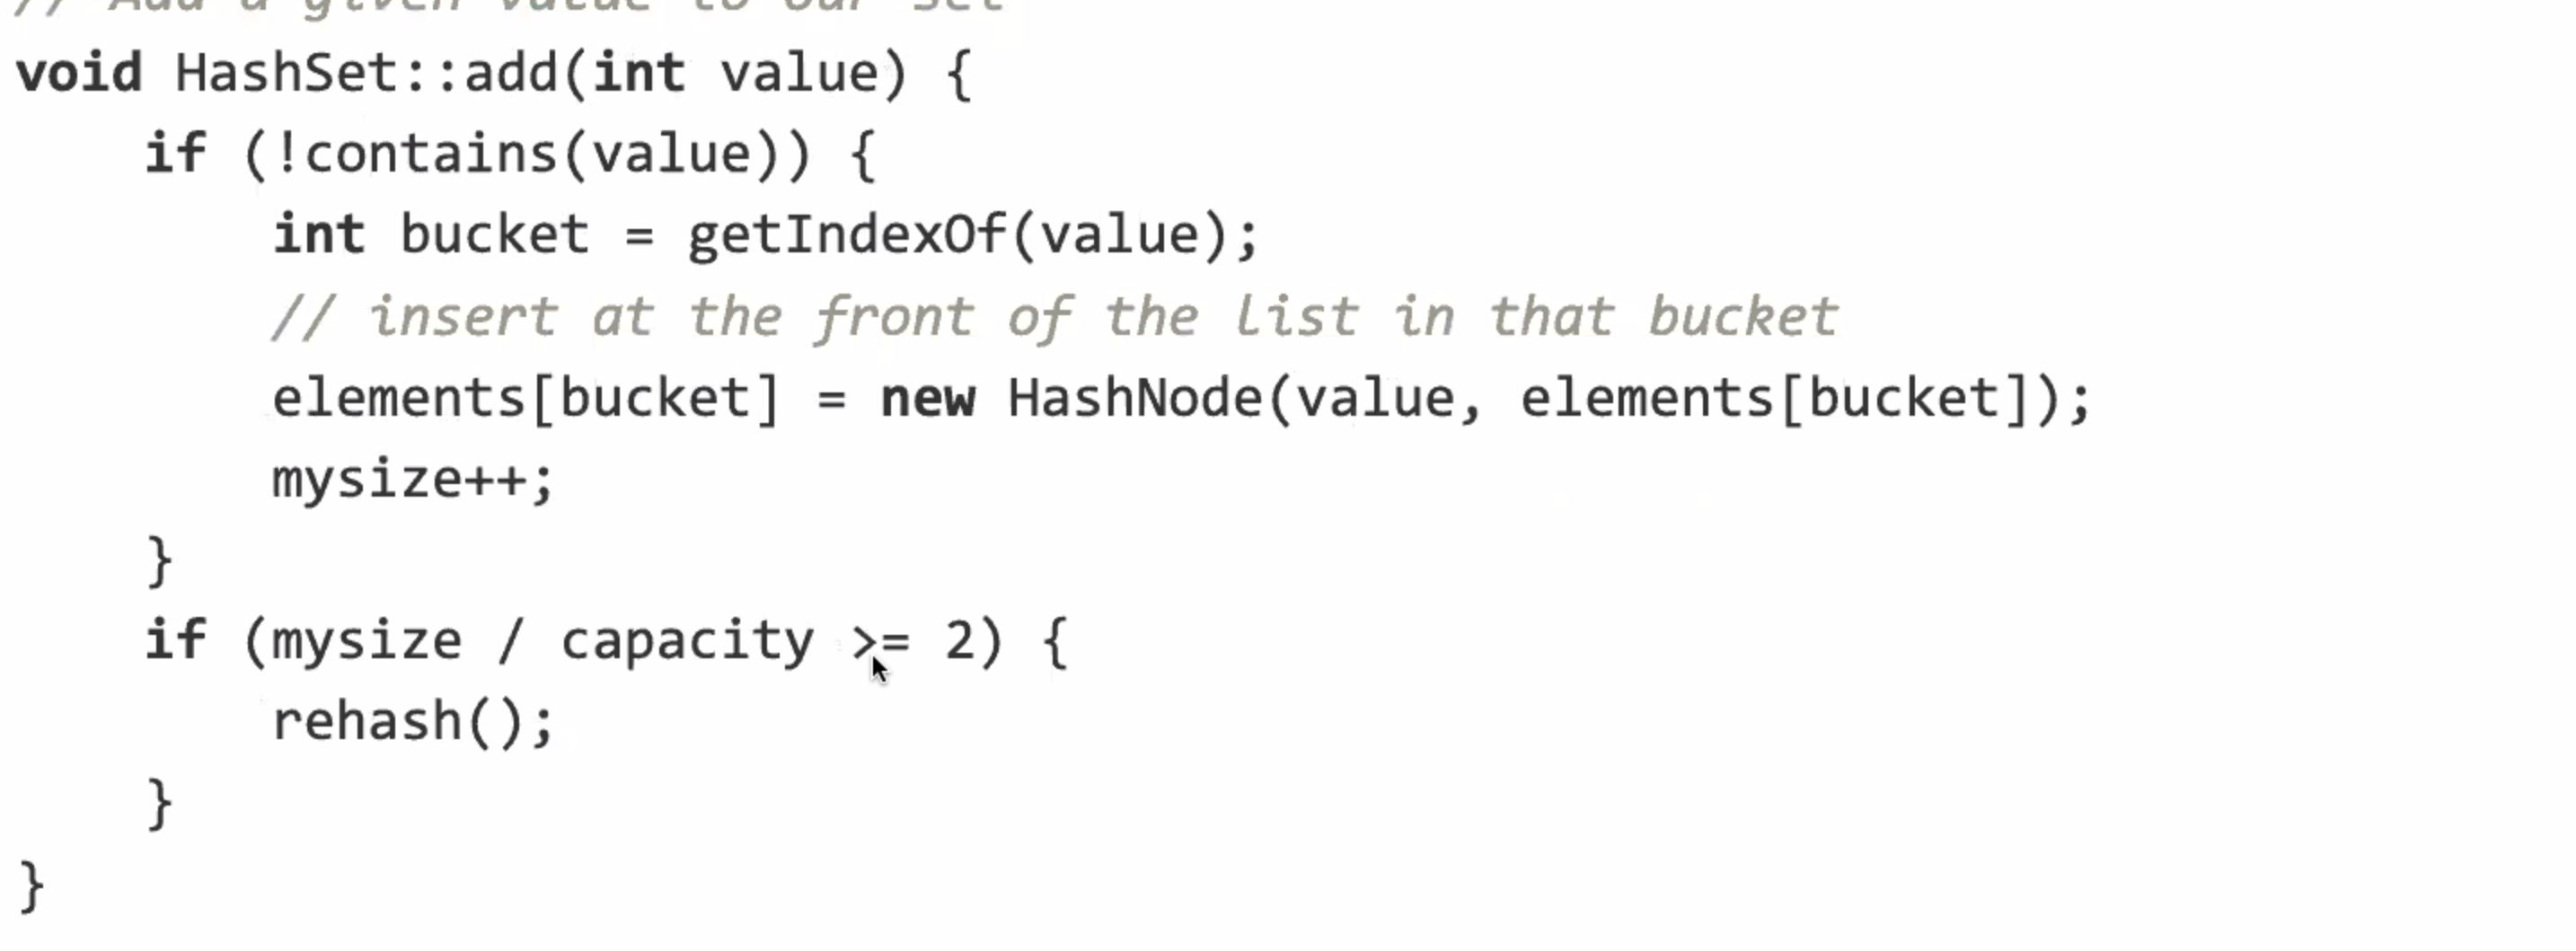 // Add a given value to our set
void HashSet::add(int value) {
    if (!contains(value)) {
        int bucket = getIndexOf(value);
        // insert at the front of the list in that bucket
        elements[bucket] = new HashNode(value, elements[bucket]);
        mysize++;
    }
    if (mysize / capacity >= 2) {
        rehash();
    }
}